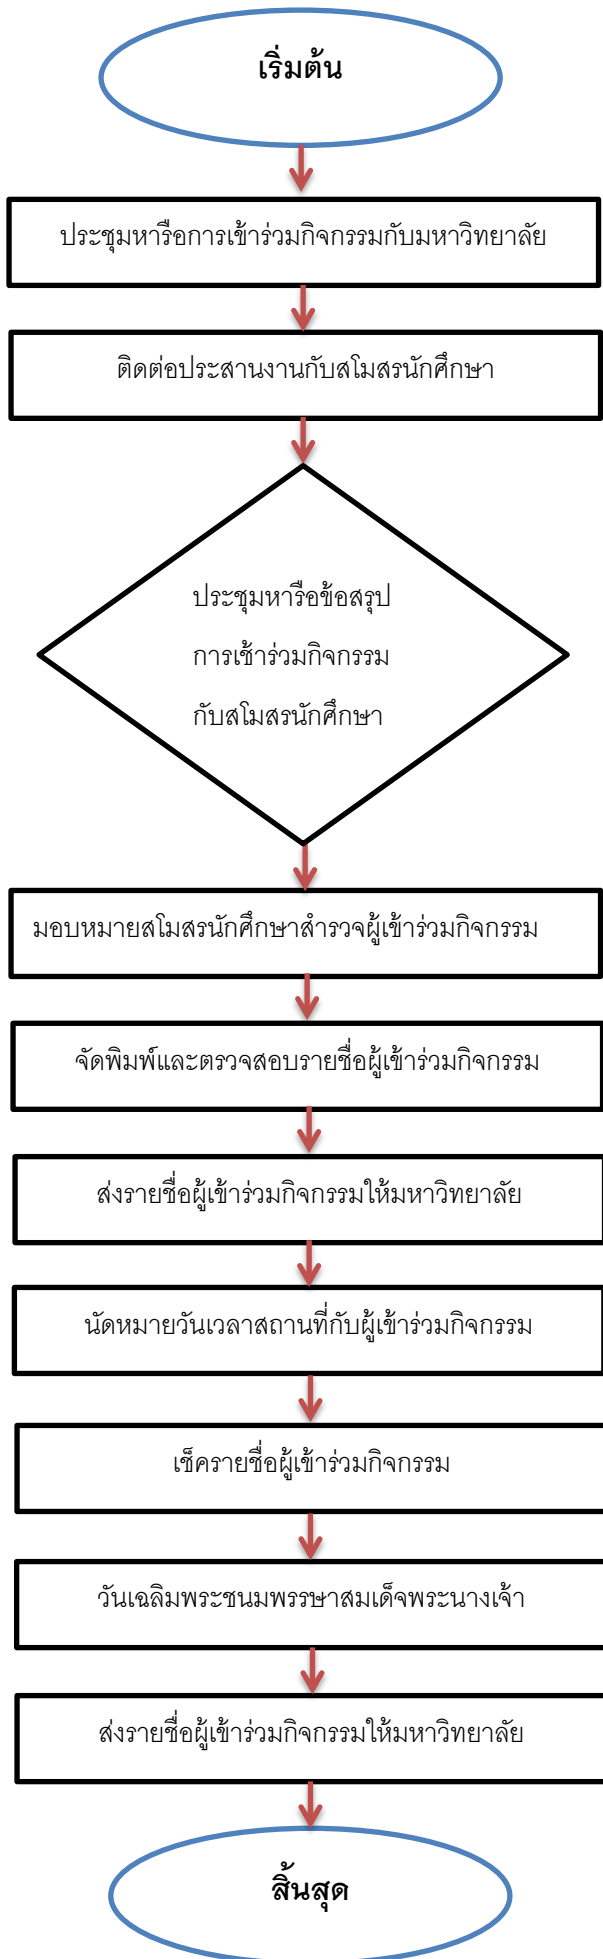 เริ่มต้น
ประชุมหารือการเข้าร่วมกิจกรรมกับมหาวิทยาลัย
ติดต่อประสานงานกับสโมสรนักศึกษา
ประชุมหารือข้อสรุป
การเช้าร่วมกิจกรรม
กับสโมสรนักศึกษา
มอบหมายสโมสรนักศึกษาสำรวจผู้เข้าร่วมกิจกรรม
จัดพิมพ์และตรวจสอบรายชื่อผู้เข้าร่วมกิจกรรม
ส่งรายชื่อผู้เข้าร่วมกิจกรรมให้มหาวิทยาลัย
นัดหมายวันเวลาสถานที่กับผู้เข้าร่วมกิจกรรม
เช็ครายชื่อผู้เข้าร่วมกิจกรรม
วันเฉลิมพระชนมพรรษาสมเด็จพระนางเจ้า
ส่งรายชื่อผู้เข้าร่วมกิจกรรมให้มหาวิทยาลัย
สิ้นสุด